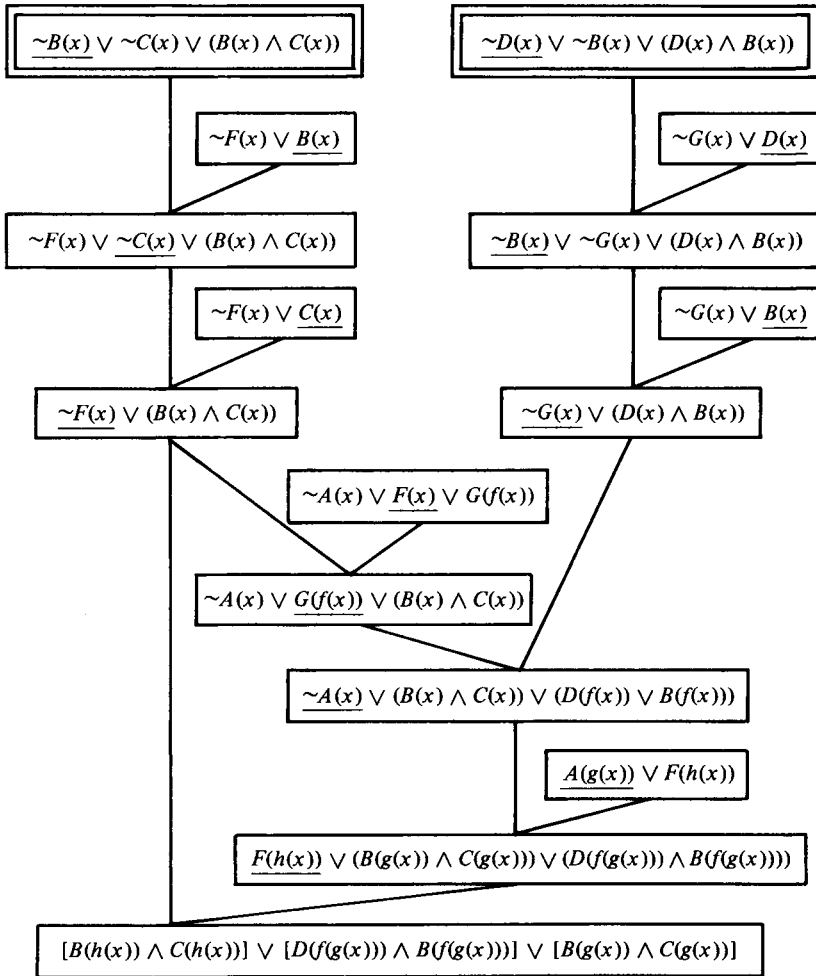 ~B(x) ∨ ~C(x) ∨ (B(x) ∧ C(x))
~D(x) ∨ ~B(x) ∨ (D(x) ∧ B(x))
~F(x) ∨ B(x)
~G(x) ∨ D(x)
~F(x) ∨ ~C(x) ∨ (B(x) ∧ C(x))
~B(x) ∨ ~G(x) ∨ (D(x) ∧ B(x))
~F(x) ∨ C(x)
~G(x) ∨ B(x)
~F(x) ∨ (B(x) ∧ C(x))
~G(x) ∨ (D(x) ∧ B(x))
~A(x) ∨ F(x) ∨ G(f(x))
~A(x) ∨ G(f(x)) ∨ (B(x) ∧ C(x))
~A(x) ∨ (B(x) ∧ C(x)) ∨ (D(f(x)) ∨ B(f(x)))
A(g(x)) ∨ F(h(x))
F(h(x)) ∨ (B(g(x)) ∧ C(g(x))) ∨ (D(f(g(x))) ∧ B(f(g(x))))
[B(h(x)) ∧ C(h(x))] ∨ [D(f(g(x))) ∧ B(f(g(x)))] ∨ [B(g(x)) ∧ C(g(x))]